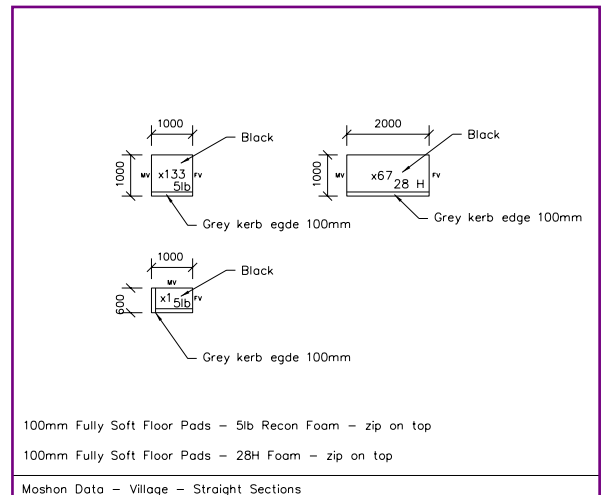 1000
2000
Black
Black
1000
MV
x133
5lb
FV
1000
MV
x67
28 H
FV
Grey kerb egde 100mm
Grey kerb edge 100mm
1000
Black
MV
600
x1
5lb
FV
Grey kerb egde 100mm
100mm Fully Soft Floor Pads – 5lb Recon Foam – zip on top
100mm Fully Soft Floor Pads – 28H Foam – zip on top
Moshon Data – Village – Straight Sections